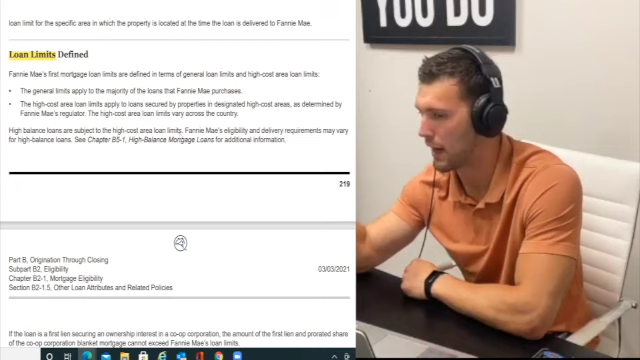 loan limit for the specific area in which the property is located at the time the loan is delivered to Fannie Mae.
Loan Limits Defined
Fannie Mae's first mortgage loan limits are defined in terms of general loan limits and high-cost area loan limits:
• The general limits apply to the majority of the loans that Fannie Mae purchases.
• The high-cost area loan limits apply to loans secured by properties in designated high-cost areas, as determined by
Fannie Mae's regulator. The high-cost area loan limits vary across the country.
High balance loans are subject to the high-cost area loan limits. Fannie Mae's eligibility and delivery requirements may vary
for high-balance loans. See Chapter B5-1, High-Balance Mortgage Loans for additional information.
219
Part B, Origination Through Closing
Subpart B2, Eligibility
03/03/2021
Chapter B2-1, Mortgage Eligibility
Section B2-1.5, Other Loan Attributes and Related Policies
If the loan is a first lien securing an ownership interest in a co-op corporation, the amount of the first lien and prorated share
of the co-op corporation blanket mortgage cannot exceed Fannie Mae's loan limits.
YOU DO